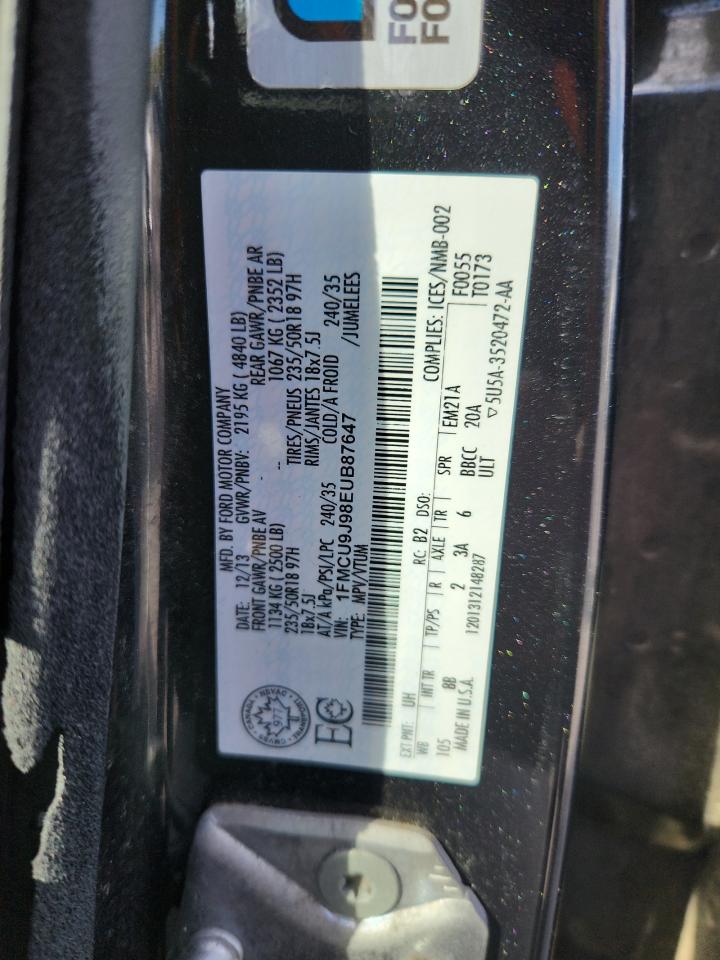 FO
FO
MFD. BY FORD MOTOR COMPANY
DATE: 12/13 GVWR/PNBV: 2195 KG ( 4840 LB)
FRONT GAWR/PNBE AV REAR GAWR/PNBE AR
1134 KG ( 2500 LB) 1067 KG ( 2352 LB)
235/50R18 97H TIRES/PNEUS 235/50R18 97H
18x7.5J RIMS/JANTES 18x7.5J
AT/A kPa/PSI/LPC 240/35 COLD/A FROID 240/35
VIN: 1FMCU9J98EUB87647 /JUMELEES
TYPE: MPV/VTUM
EC
EXT PNT: UH RC: B2 DSO: COMPLIES: ICES/NMB-002
WB INT TR TP/PS R AXLE TR SPR EM21A F0055
105 8B 2 3A 6 BBCC 20A T0173
MADE IN U.S.A. ULT
1201312148287 ▽5U5A-3520472-AA